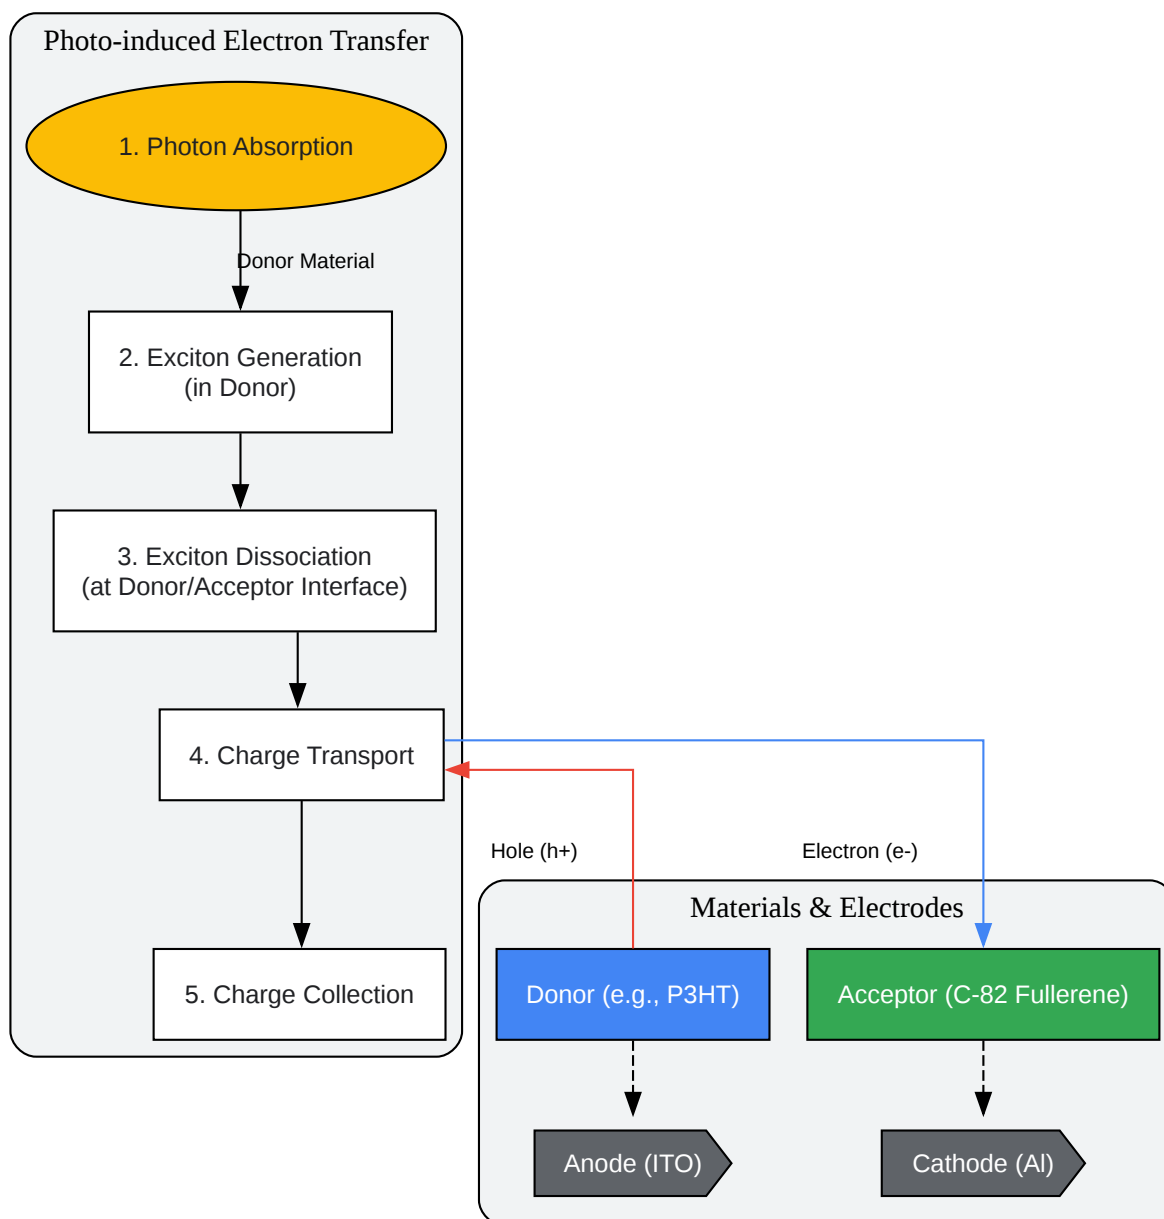 Photo-induced Electron Transfer
1. Photon Absorption
Donor Material
2. Exciton Generation
(in Donor)
3. Exciton Dissociation
(at Donor/Acceptor Interface)
4. Charge Transport
Hole (h+)
Electron (e-)
Materials & Electrodes
5. Charge Collection
Donor (e.g., P3HT)
Acceptor (C-82 Fullerene)
Anode (ITO)
Cathode (Al)